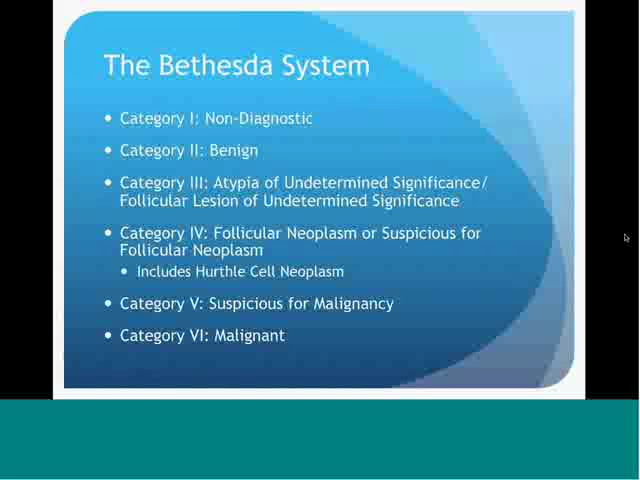 The Bethesda System
• Category I: Non-Diagnostic
• Category II: Benign
• Category III: Atypia of Undetermined Significance/
Follicular Lesion of Undetermined Significance
• Category IV: Follicular Neoplasm or Suspicious for
Follicular Neoplasm
• Includes Hurthle Cell Neoplasm
• Category V: Suspicious for Malignancy
• Category VI: Malignant